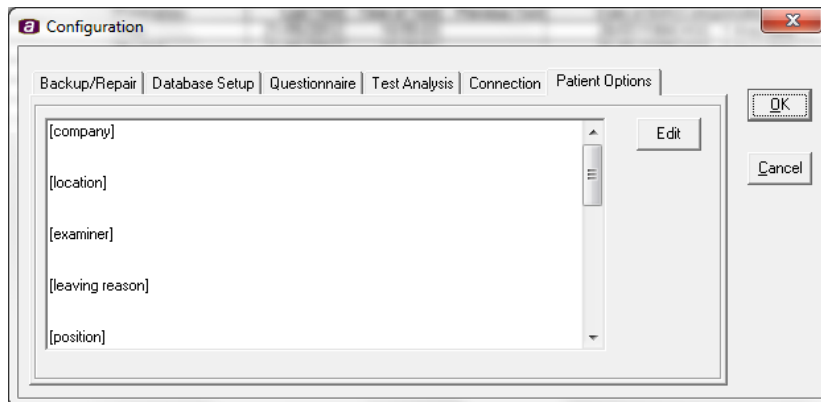 a Configuration
Backup/Repair Database Setup Questionnaire Test Analysis Connection Patient Options
OK
[company]
Edit
Cancel
[location]
[examiner]
[leaving reason]
[position]